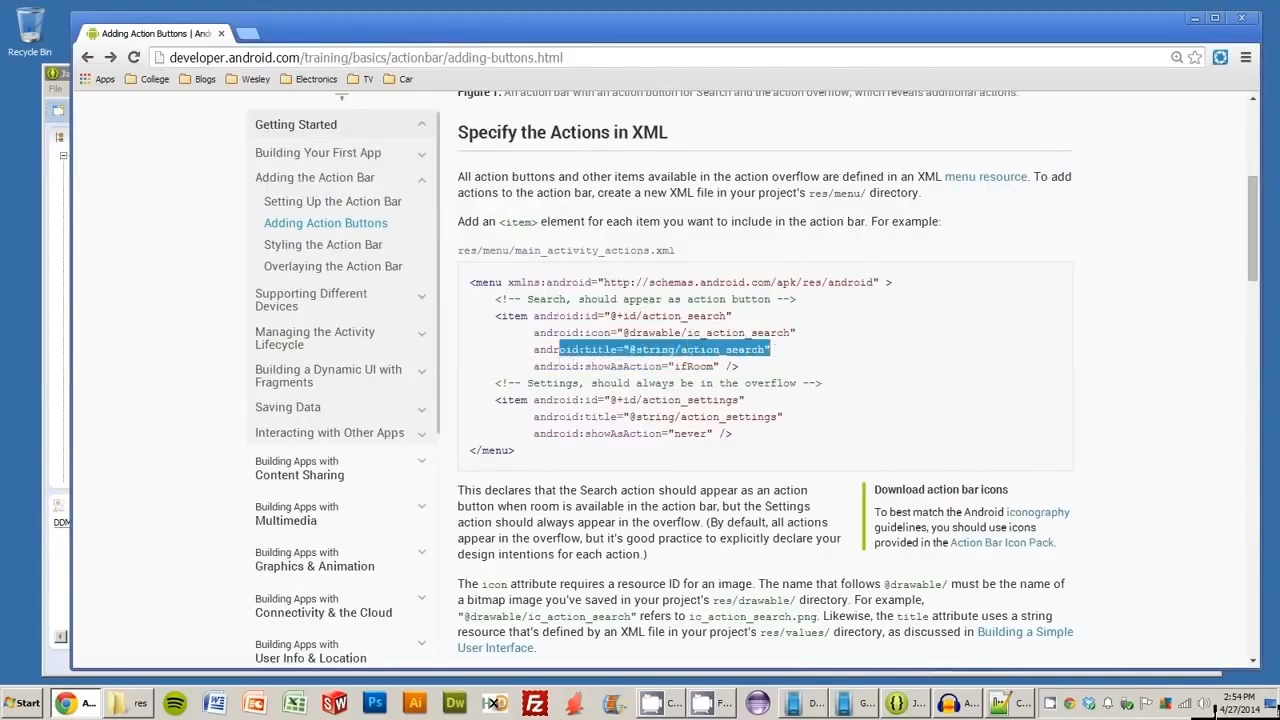 Recycle Bin
Adding Action Buttons | And
developer.android.com/training/basics/actionbar/adding-buttons.html
Apps College Blogs Wesley Electronics TV Car
File
Figure 1. An action bar with an action button for Search and the action overflow, which reveals additional actions.
Getting Started
Building Your First App
Adding the Action Bar
Setting Up the Action Bar
Adding Action Buttons
Styling the Action Bar
Overlaying the Action Bar
Supporting Different
Devices
Managing the Activity
Lifecycle
Building a Dynamic UI with
Fragments
Saving Data
Interacting with Other Apps
Building Apps with
Content Sharing
Building Apps with
Multimedia
Building Apps with
Graphics & Animation
Building Apps with
Connectivity & the Cloud
Building Apps with
User Info & Location
Specify the Actions in XML
All action buttons and other items available in the action overflow are defined in an XML menu resource. To add
actions to the action bar, create a new XML file in your project's res/menu/ directory.
Add an <item> element for each item you want to include in the action bar. For example:
res/menu/main_activity_actions.xml
<menu xmlns:android="http://schemas.android.com/apk/res/android" >
<!-- Search, should appear as action button -->
<item android:id="@+id/action_search"
android:icon="@drawable/ic_action_search"
android:title="@string/action_search"
android:showAsAction="ifRoom" />
<!-- Settings, should always be in the overflow -->
<item android:id="@+id/action_settings"
android:title="@string/action_settings"
android:showAsAction="never" />
</menu>
This declares that the Search action should appear as an action
button when room is available in the action bar, but the Settings
action should always appear in the overflow. (By default, all actions
appear in the overflow, but it's good practice to explicitly declare your
design intentions for each action.)
Download action bar icons
To best match the Android iconography
guidelines, you should use icons
provided in the Action Bar Icon Pack.
The icon attribute requires a resource ID for an image. The name that follows @drawable/ must be the name of
a bitmap image you've saved in your project's res/drawable/ directory. For example,
"@drawable/ic_action_search" refers to ic_action_search.png. Likewise, the title attribute uses a string
resource that's defined by an XML file in your project's res/values/ directory, as discussed in Building a Simple
User Interface.
DDM
Start A... res C... F... D... G... J... A... C...
2:54 PM
4/27/2014